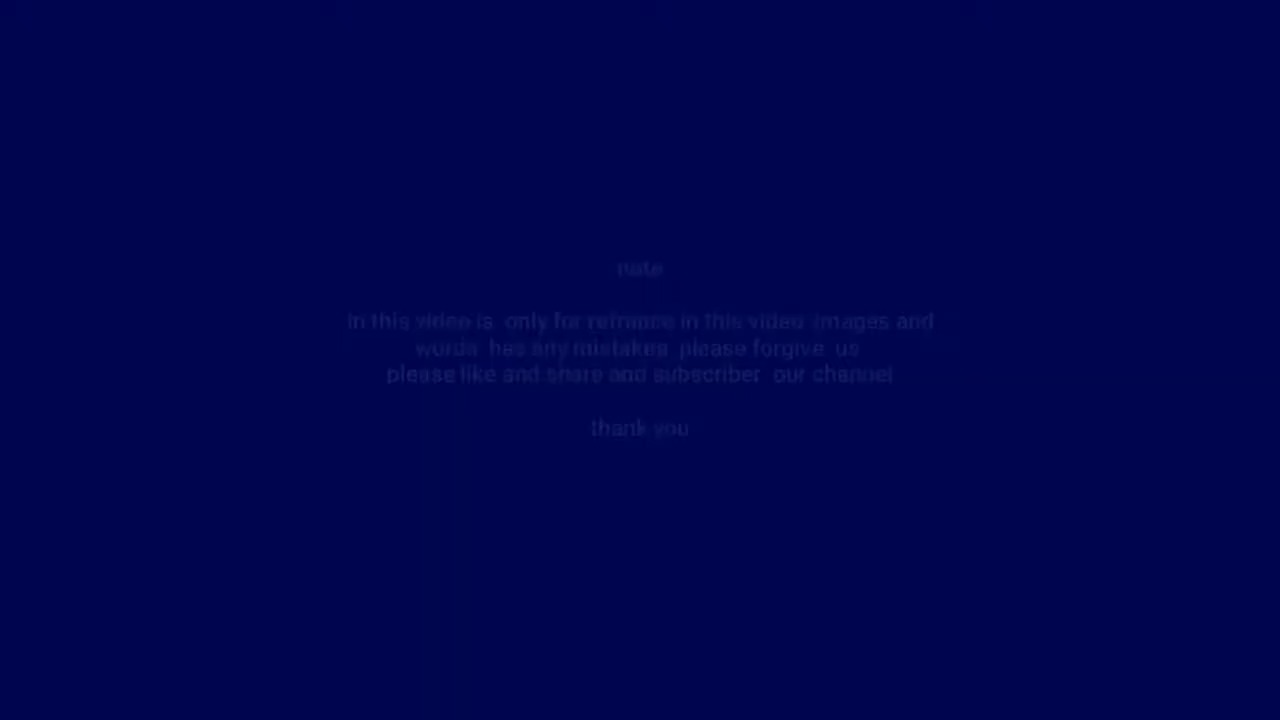 note
in this video is only for refrance in this video images and
words has any mistakes please forgive us
please like and share and subscriber our channel
thank you